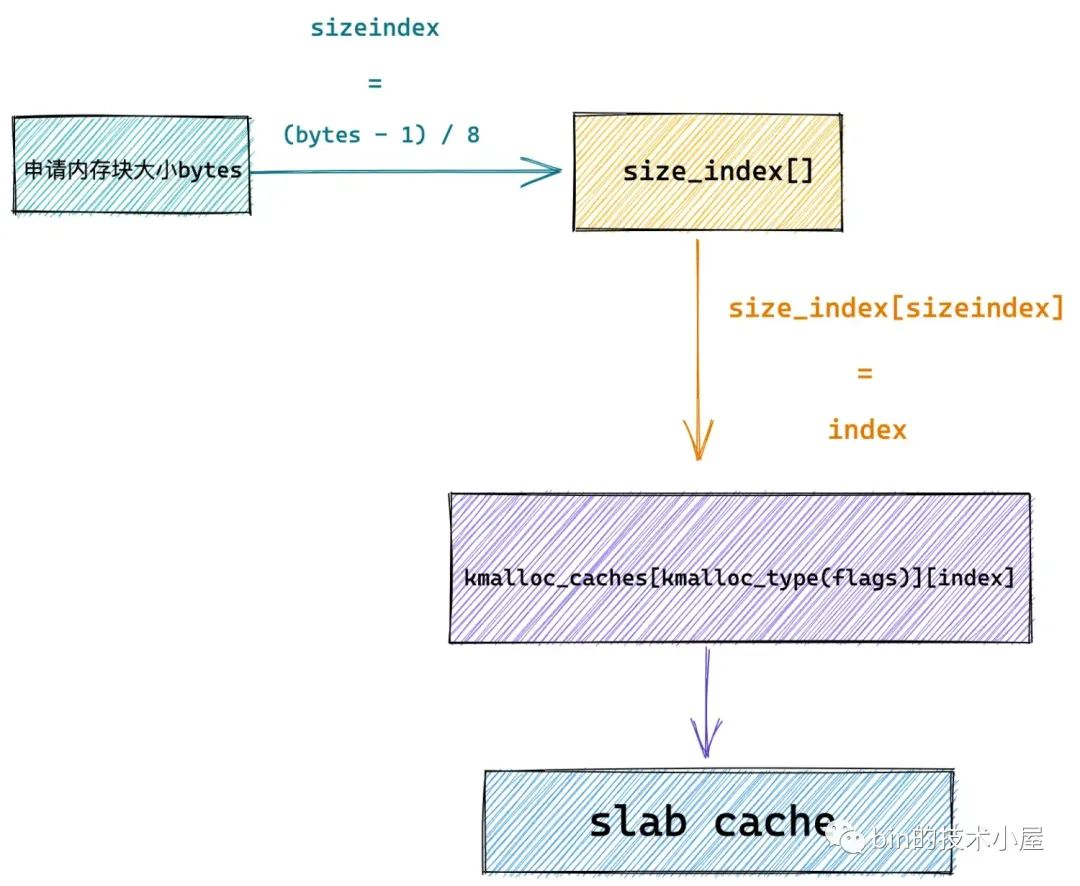 sizeindex
=
(bytes - 1) / 8
申请内存块大小bytes
size_index[]
size_index[sizeindex]
=
index
kmalloc_caches[kmalloc_type(flags)][index]
slab cache
bin的技术小屋